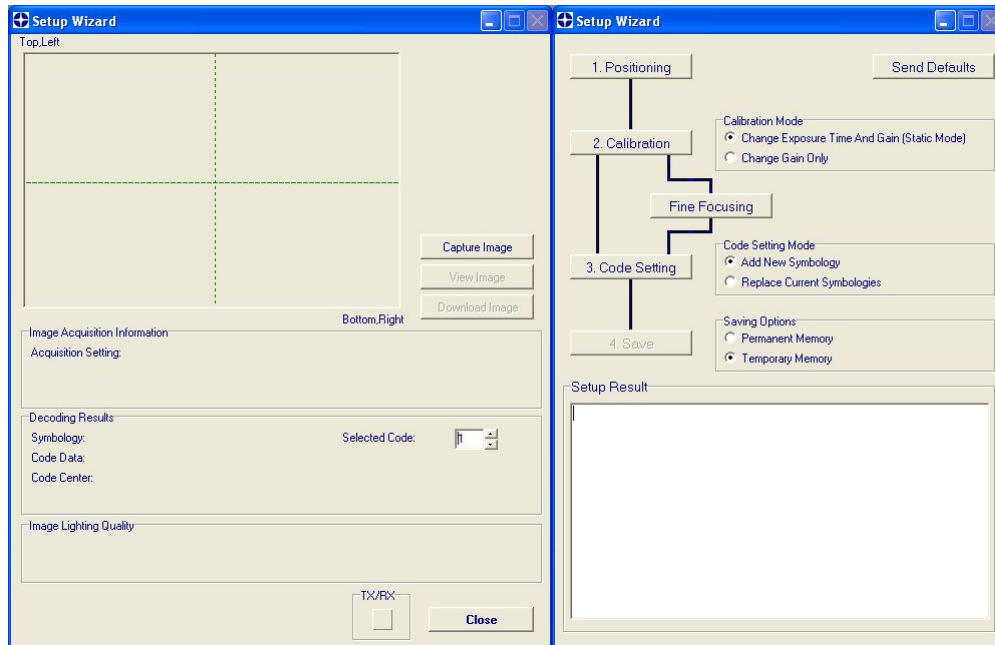 Setup Wizard
Top,Left
Capture Image
View Image
Download Image
Bottom,Right
Image Acquisition Information
Acquisition Setting:
Decoding Results
Symbology:
Selected Code:
1
Code Data:
Code Center:
Image Lighting Quality
TX/RX
Close
Setup Wizard
1. Positioning
Send Defaults
2. Calibration
Calibration Mode
Change Exposure Time And Gain (Static Mode)
Change Gain Only
Fine Focusing
3. Code Setting
Code Setting Mode
Add New Symbology
Replace Current Symbologies
4. Save
Saving Options
Permanent Memory
Temporary Memory
Setup Result